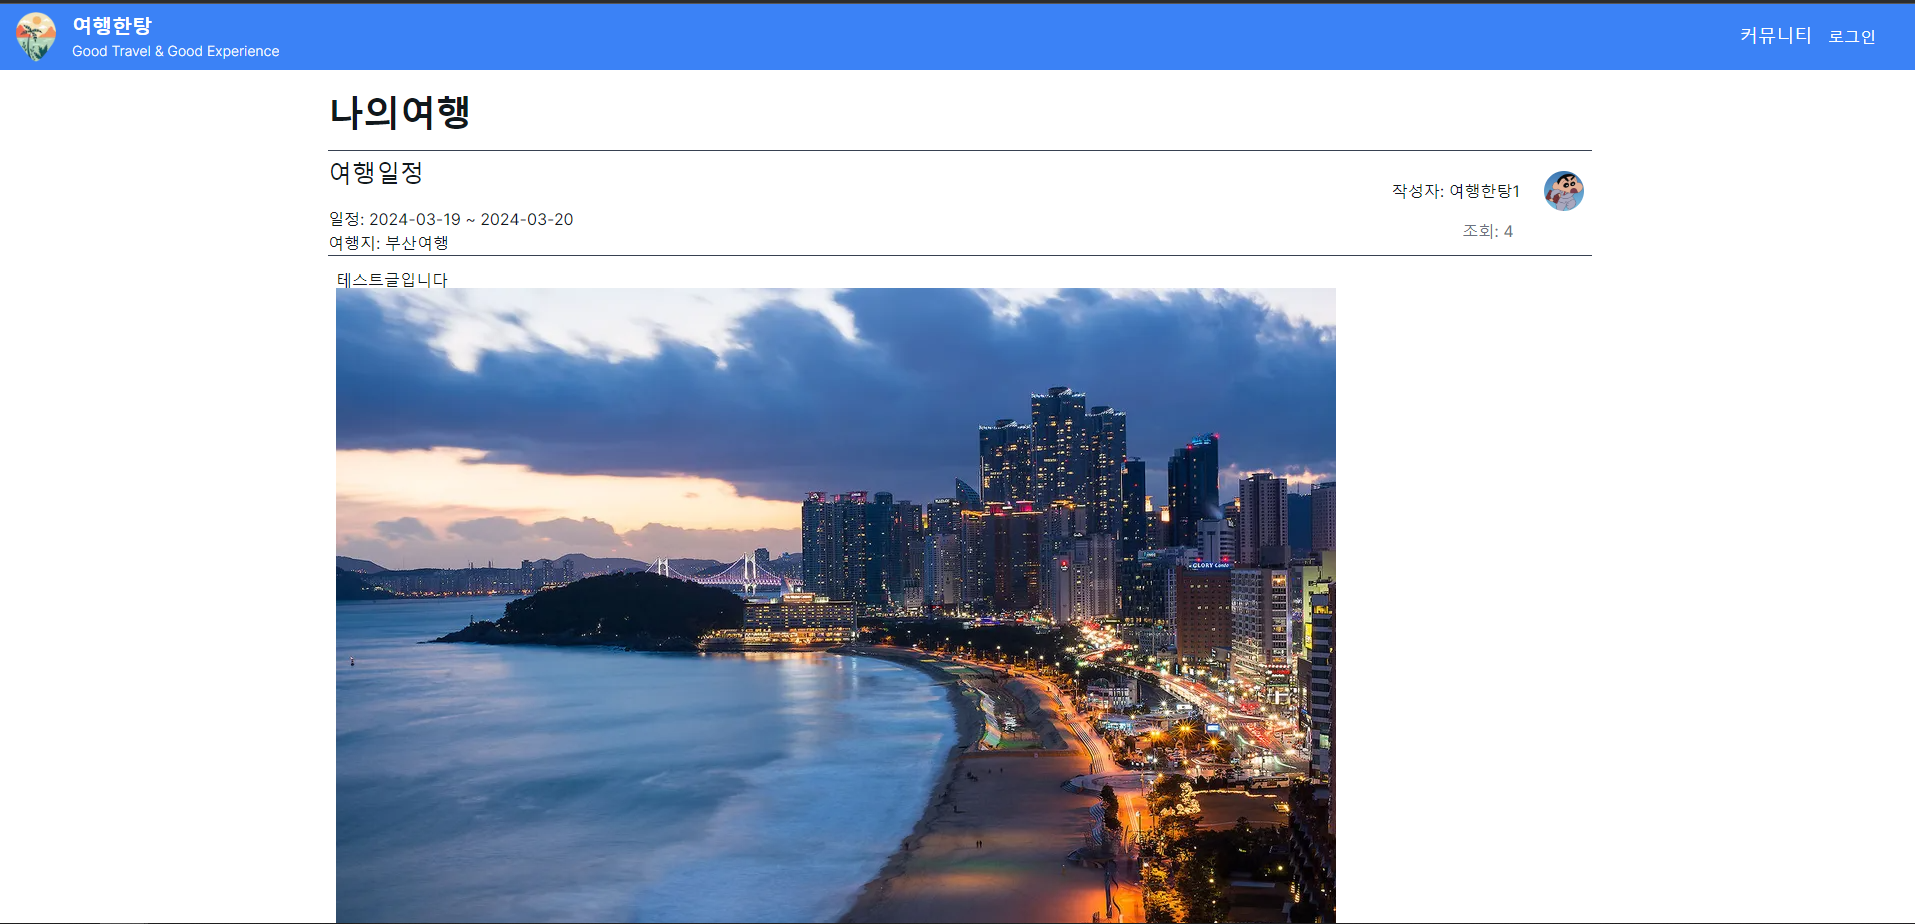 여행한탕
Good Travel & Good Experience
커뮤니티 로그인
나의여행
여행일정
작성자: 여행한탕1
일정: 2024-03-19 ~ 2024-03-20
조회: 4
여행지: 부산여행
테스트글입니다
GLORY Condo